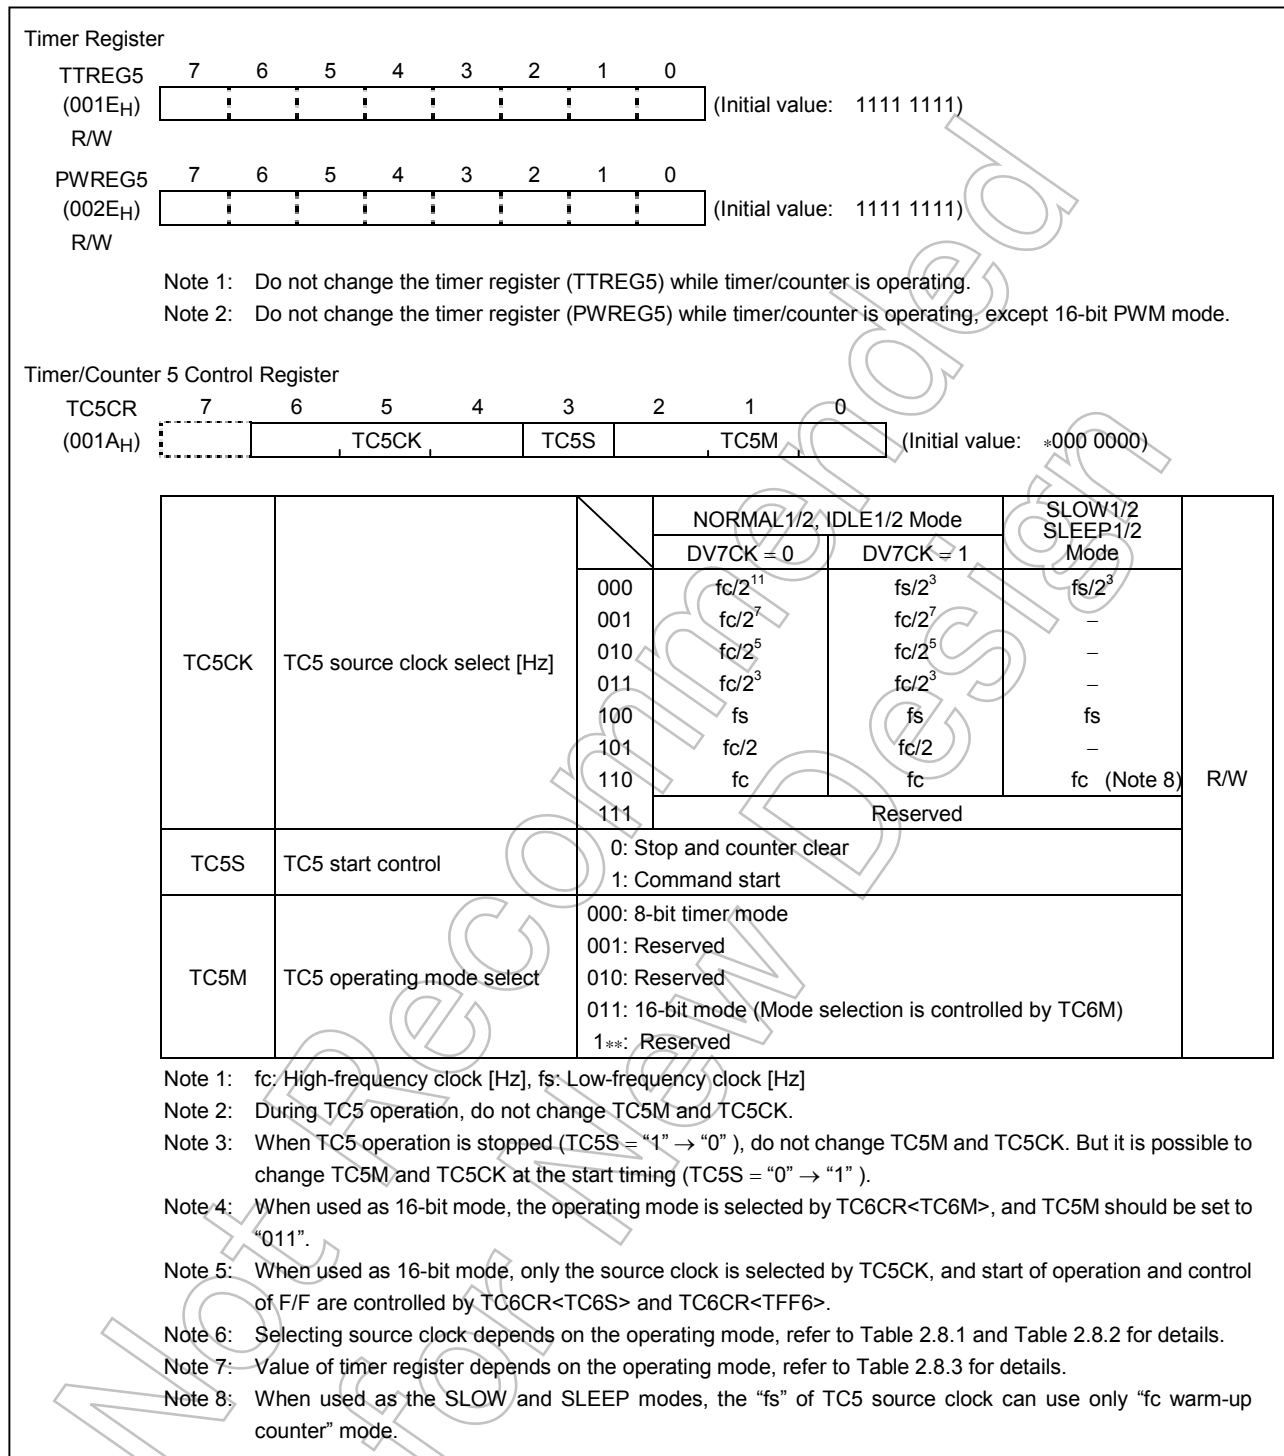 Timer Register
TTREG5 7 6 5 4 3 2 1 0
(001EH) (Initial value: 1111 1111)
R/W
PWREG5 7 6 5 4 3 2 1 0
(002EH) (Initial value: 1111 1111)
R/W
Note 1: Do not change the timer register (TTREG5) while timer/counter is operating.
Note 2: Do not change the timer register (PWREG5) while timer/counter is operating, except 16-bit PWM mode.
Timer/Counter 5 Control Register
TC5CR 7 6 5 4 3 2 1 0
(001AH) TC5CK TC5S TC5M (Initial value: *000 0000)
NORMAL1/2, IDLE1/2 Mode SLOW1/2 SLEEP1/2 Mode
DV7CK = 0 DV7CK = 1
TC5CK TC5 source clock select [Hz] R/W
000 fc/2^11 fs/2^3 fs/2^3
001 fc/2^7 fc/2^7 –
010 fc/2^5 fc/2^5 –
011 fc/2^3 fc/2^3 –
100 fs fs fs
101 fc/2 fc/2 –
110 fc fc fc (Note 8)
111 Reserved
TC5S TC5 start control
0: Stop and counter clear
1: Command start
TC5M TC5 operating mode select
000: 8-bit timer mode
001: Reserved
010: Reserved
011: 16-bit mode (Mode selection is controlled by TC6M)
1**: Reserved
Note 1: fc: High-frequency clock [Hz], fs: Low-frequency clock [Hz]
Note 2: During TC5 operation, do not change TC5M and TC5CK.
Note 3: When TC5 operation is stopped (TC5S = “1” → “0” ), do not change TC5M and TC5CK. But it is possible to
change TC5M and TC5CK at the start timing (TC5S = “0” → “1” ).
Note 4: When used as 16-bit mode, the operating mode is selected by TC6CR<TC6M>, and TC5M should be set to
“011”.
Note 5: When used as 16-bit mode, only the source clock is selected by TC5CK, and start of operation and control
of F/F are controlled by TC6CR<TC6S> and TC6CR<TFF6>.
Note 6: Selecting source clock depends on the operating mode, refer to Table 2.8.1 and Table 2.8.2 for details.
Note 7: Value of timer register depends on the operating mode, refer to Table 2.8.3 for details.
Note 8: When used as the SLOW and SLEEP modes, the “fs” of TC5 source clock can use only “fc warm-up
counter” mode.
Not Recommended
for New Design